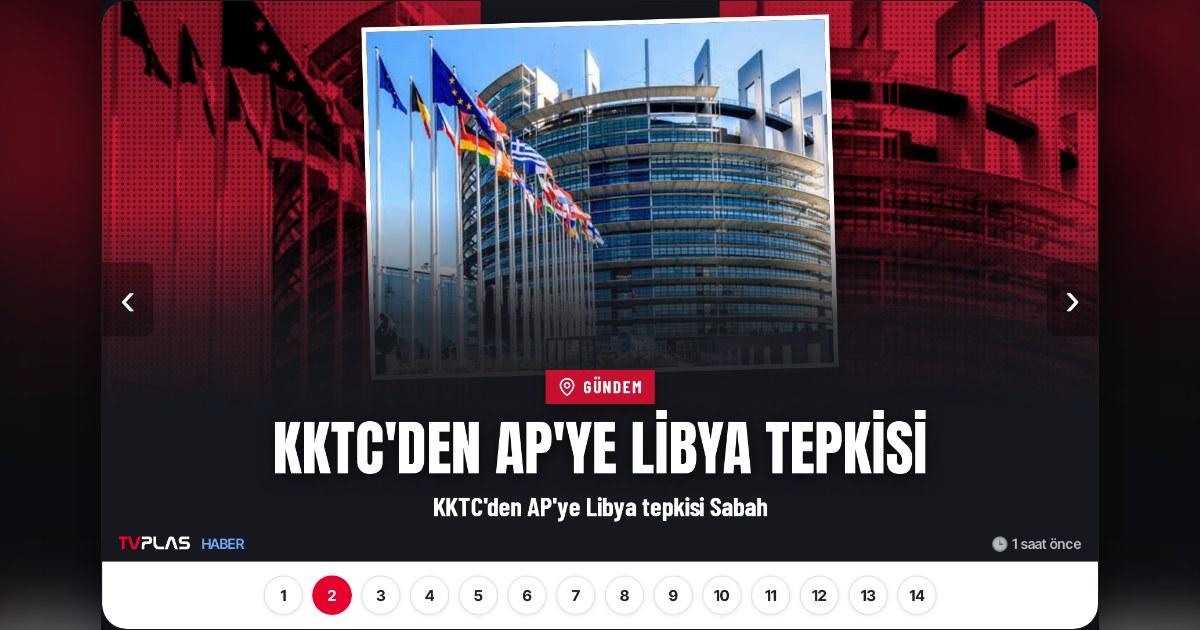 GÜNDEM
KKTC'DEN AP'YE LİBYA TEPKİSİ
KKTC'den AP'ye Libya tepkisi Sabah
TVPLAS HABER
1 saat önce
1 2 3 4 5 6 7 8 9 10 11 12 13 14